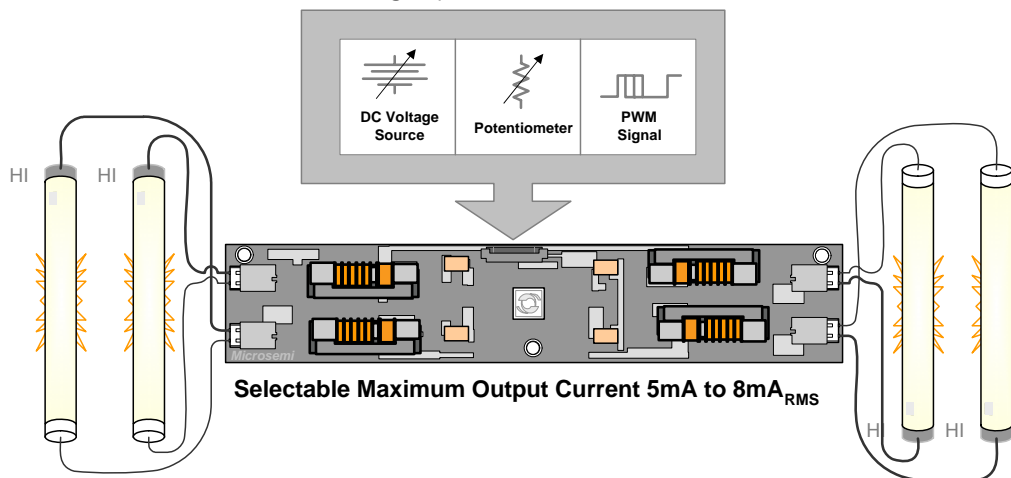 DC Voltage
Source
Potentiometer
PWM
Signal
HI
HI
Microsemi
Selectable Maximum Output Current 5mA to 8mARMS
HI
HI